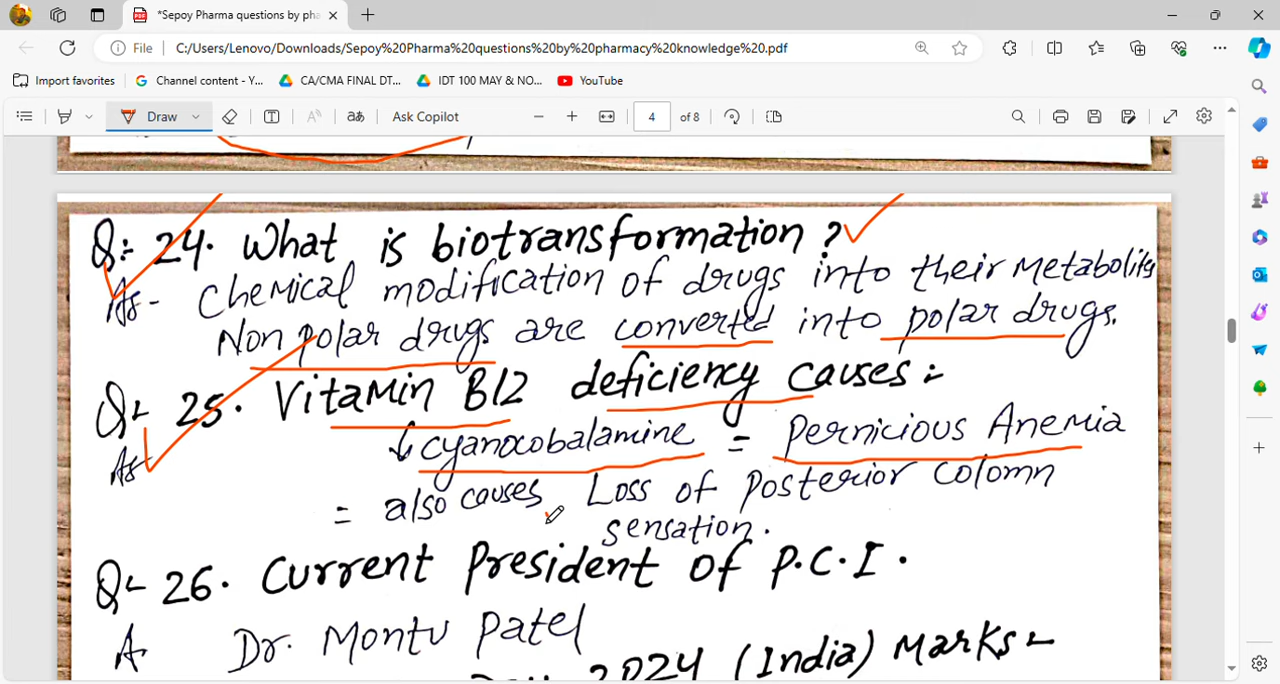 *Sepoy Pharma questions by pha
File C:/Users/Lenovo/Downloads/Sepoy%20Pharma%20questions%20by%20pharmacy%20knowledge%20.pdf
Import favorites Channel content - Y... CA/CMA FINAL DT... IDT 100 MAY & NO... YouTube
Draw Ask Copilot 4 of 8
Q:- 24. What is biotransformation?
As- Chemical modification of drugs into their Metabolits
Non polar drugs are converted into polar drugs.
Q- 25. Vitamin B12 deficiency causes:-
As- ↓ cyanocobalamine = Pernicious Anemia
= also causes Loss of Posterior colomn
sensation.
Q- 26. Current President of P.C.I.
A Dr. Montu Patel
2024 (India) Marks-